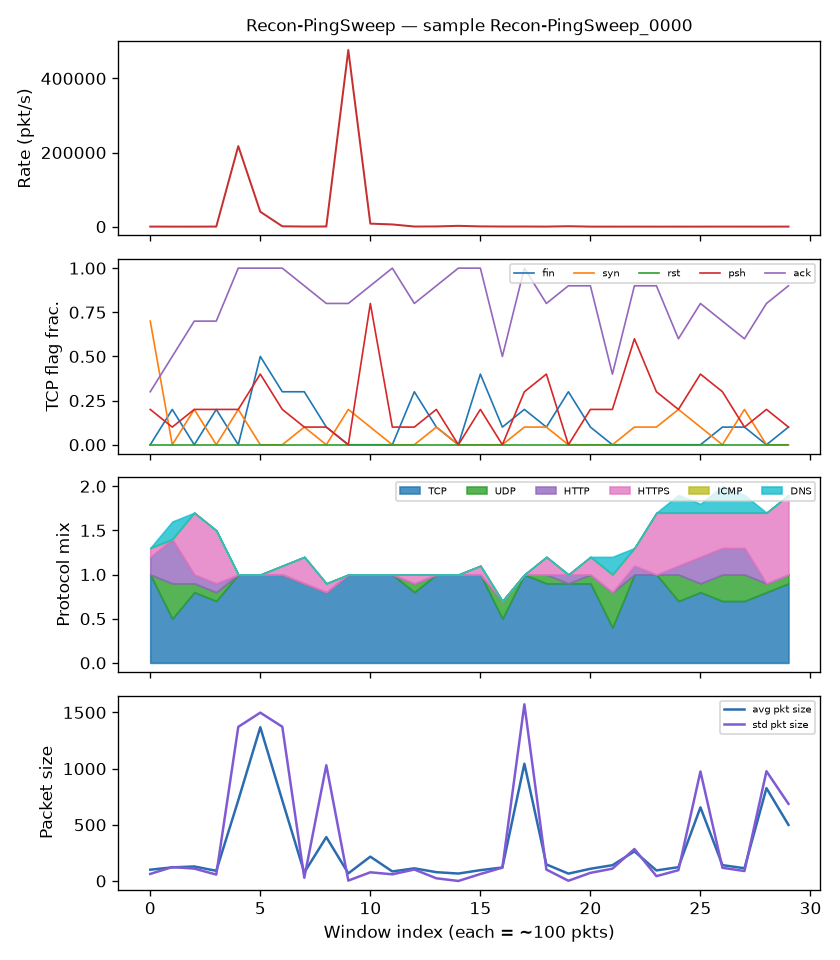 Recon-PingSweep — sample Recon-PingSweep_0000
400000
200000
0
Rate (pkt/s)
1.00
0.75
0.50
0.25
0.00
TCP flag frac.
fin syn rst psh ack
2.0
1.5
1.0
0.5
0.0
Protocol mix
TCP UDP HTTP HTTPS ICMP DNS
1500
1000
500
0
Packet size
avg pkt size
std pkt size
0 5 10 15 20 25 30
Window index (each = ~100 pkts)